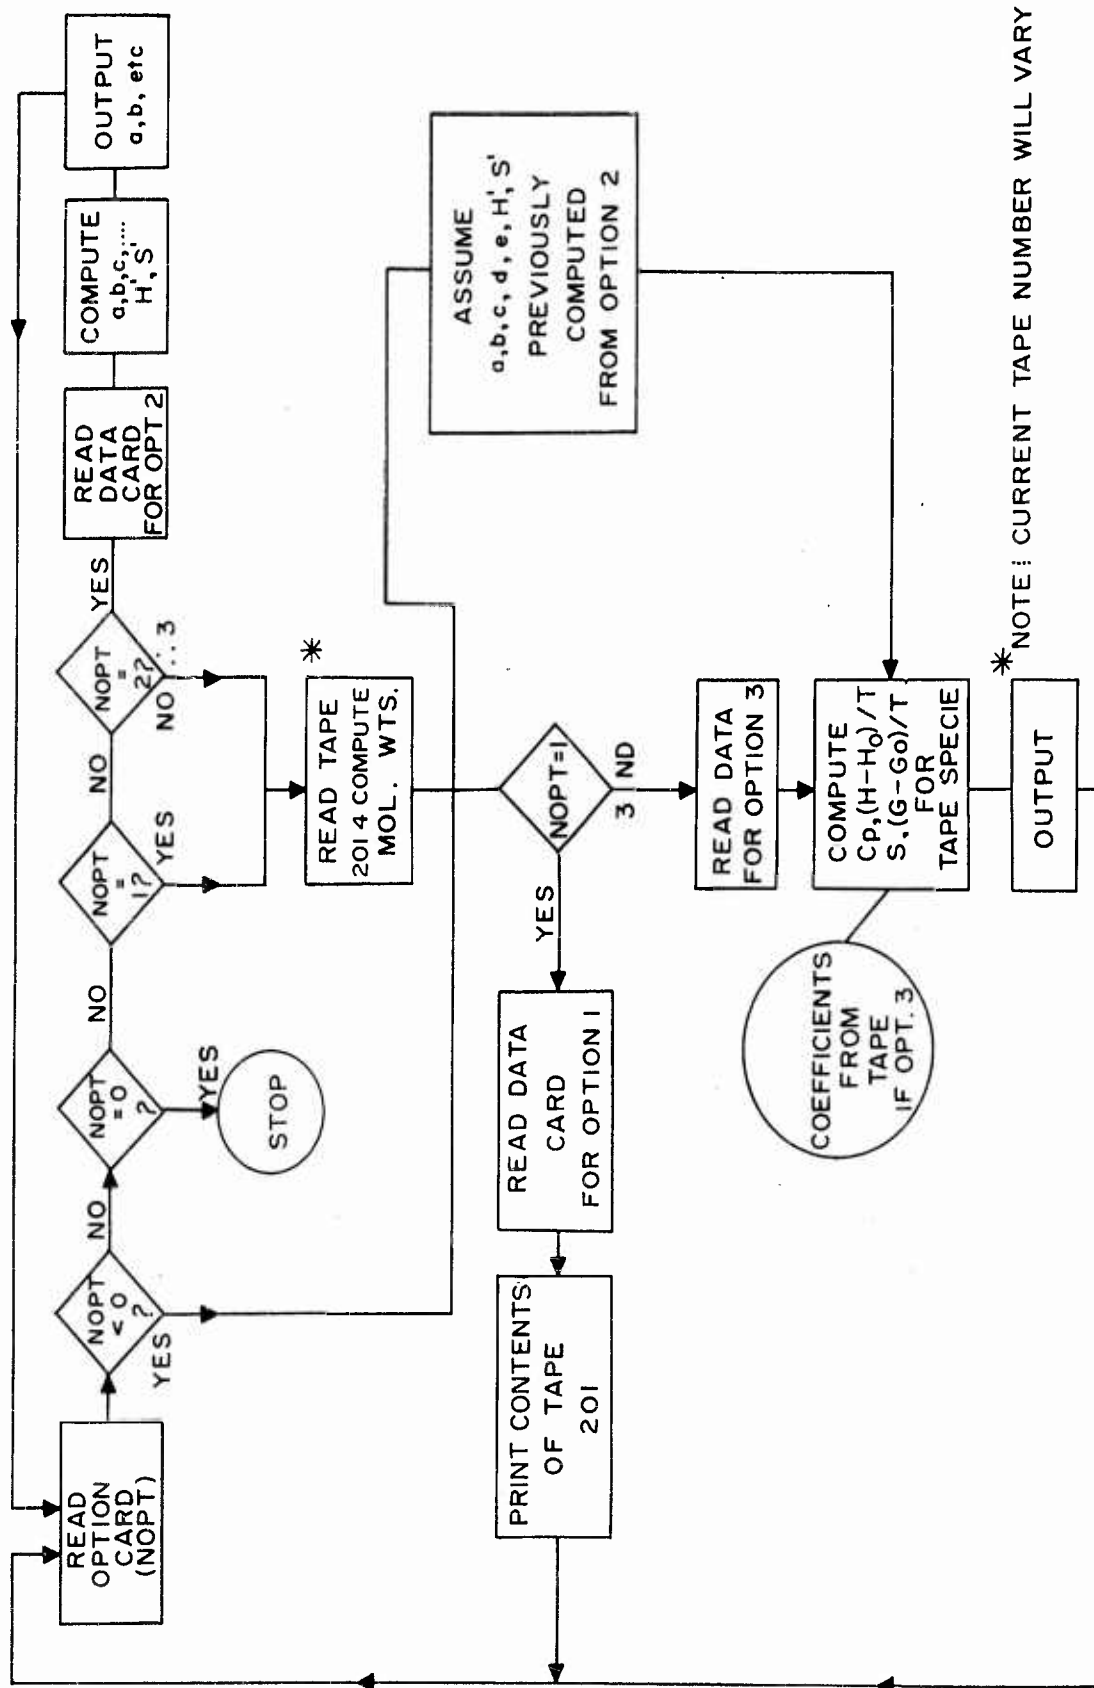 READ
OPTION
CARD
(NOPT)
NOPT
< 0
?
YES
NO
NOPT
= 0
?
YES
STOP
NO
NOPT
=
1?
YES
NO
NOPT
=
2?
NO ∴ 3
YES
READ
DATA
CARD
FOR OPT 2
COMPUTE
a,b,c,....
H', S'
OUTPUT
a,b, etc
READ TAPE
201 4 COMPUTE
MOL. WTS.
*
ASSUME
a,b,c, d, e, H', S'
PREVIOUSLY
COMPUTED
FROM OPTION 2
NOPT=1
YES
3 NO
READ DATA
CARD
FOR OPTION 1
PRINT CONTENTS
OF TAPE
201
READ DATA
FOR OPTION 3
COMPUTE
Cp,(H-H₀)/T
S,(G-Go)/T
FOR
TAPE SPECIE
COEFFICIENTS
FROM
TAPE
IF OPT. 3
OUTPUT
* NOTE: CURRENT TAPE NUMBER WILL VARY